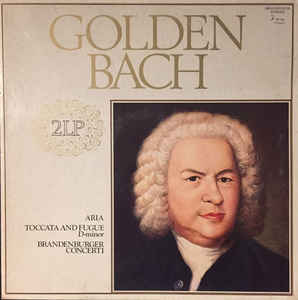 GOLDEN
BACH
2LP
ARIA
TOCCATA AND FUGUE
D-minor
BRANDENBURGER
CONCERTI